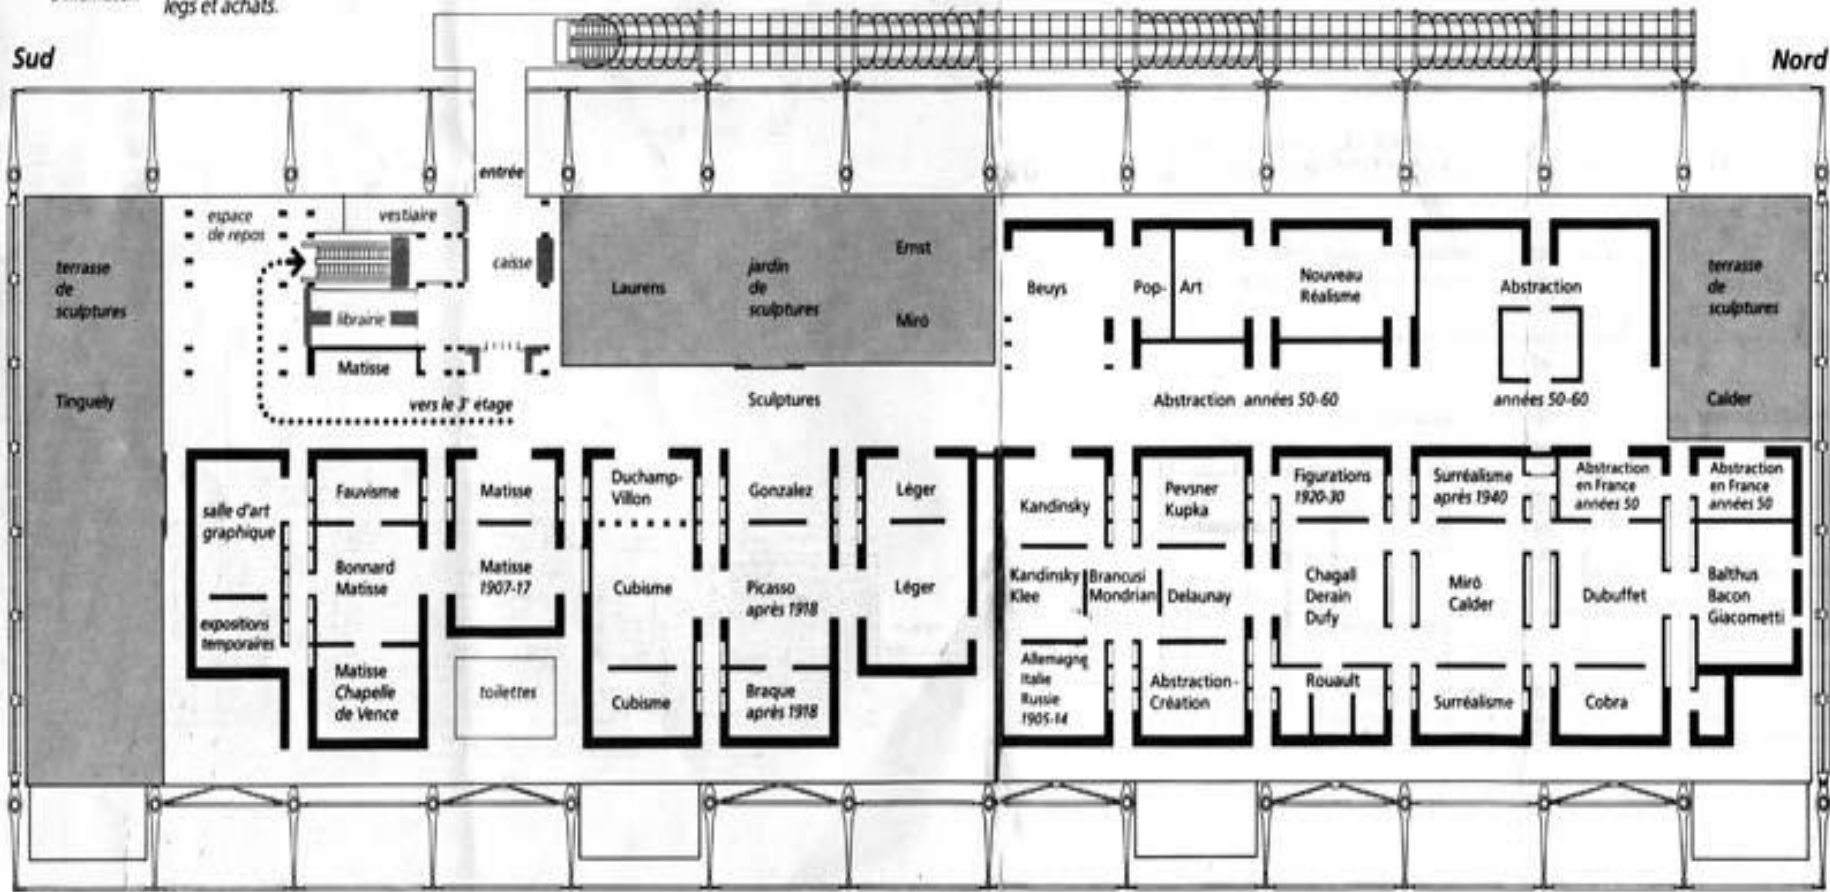 legs et achats.
Sud
Nord
entrée
espace
de repos
vestiaire
caisse
librairie
Matisse
vers le 3e étage
terrasse
de
sculptures
Tinguely
Laurens
jardin
de
sculptures
Ernst
Miró
Sculptures
Beuys
Pop- Art
Nouveau
Réalisme
Abstraction
Abstraction années 50-60
années 50-60
terrasse
de
sculptures
Calder
salle d'art
graphique
expositions
temporaires
Fauvisme
Bonnard
Matisse
Matisse
Chapelle
de Vence
Matisse
Matisse
1907-17
toilettes
Duchamp-
Villon
Cubisme
Cubisme
Gonzalez
Picasso
après 1918
Braque
après 1918
Léger
Léger
Kandinsky
Kandinsky
Klee
Brancusi
Mondrian
Allemagne
Italie
Russie
1905-14
Pevsner
Kupka
Delaunay
Abstraction-
Création
Figurations
1920-30
Chagall
Derain
Dufy
Rouault
Surréalisme
après 1940
Miró
Calder
Surréalisme
Abstraction
en France
années 50
Dubuffet
Cobra
Abstraction
en France
années 50
Balthus
Bacon
Giacometti